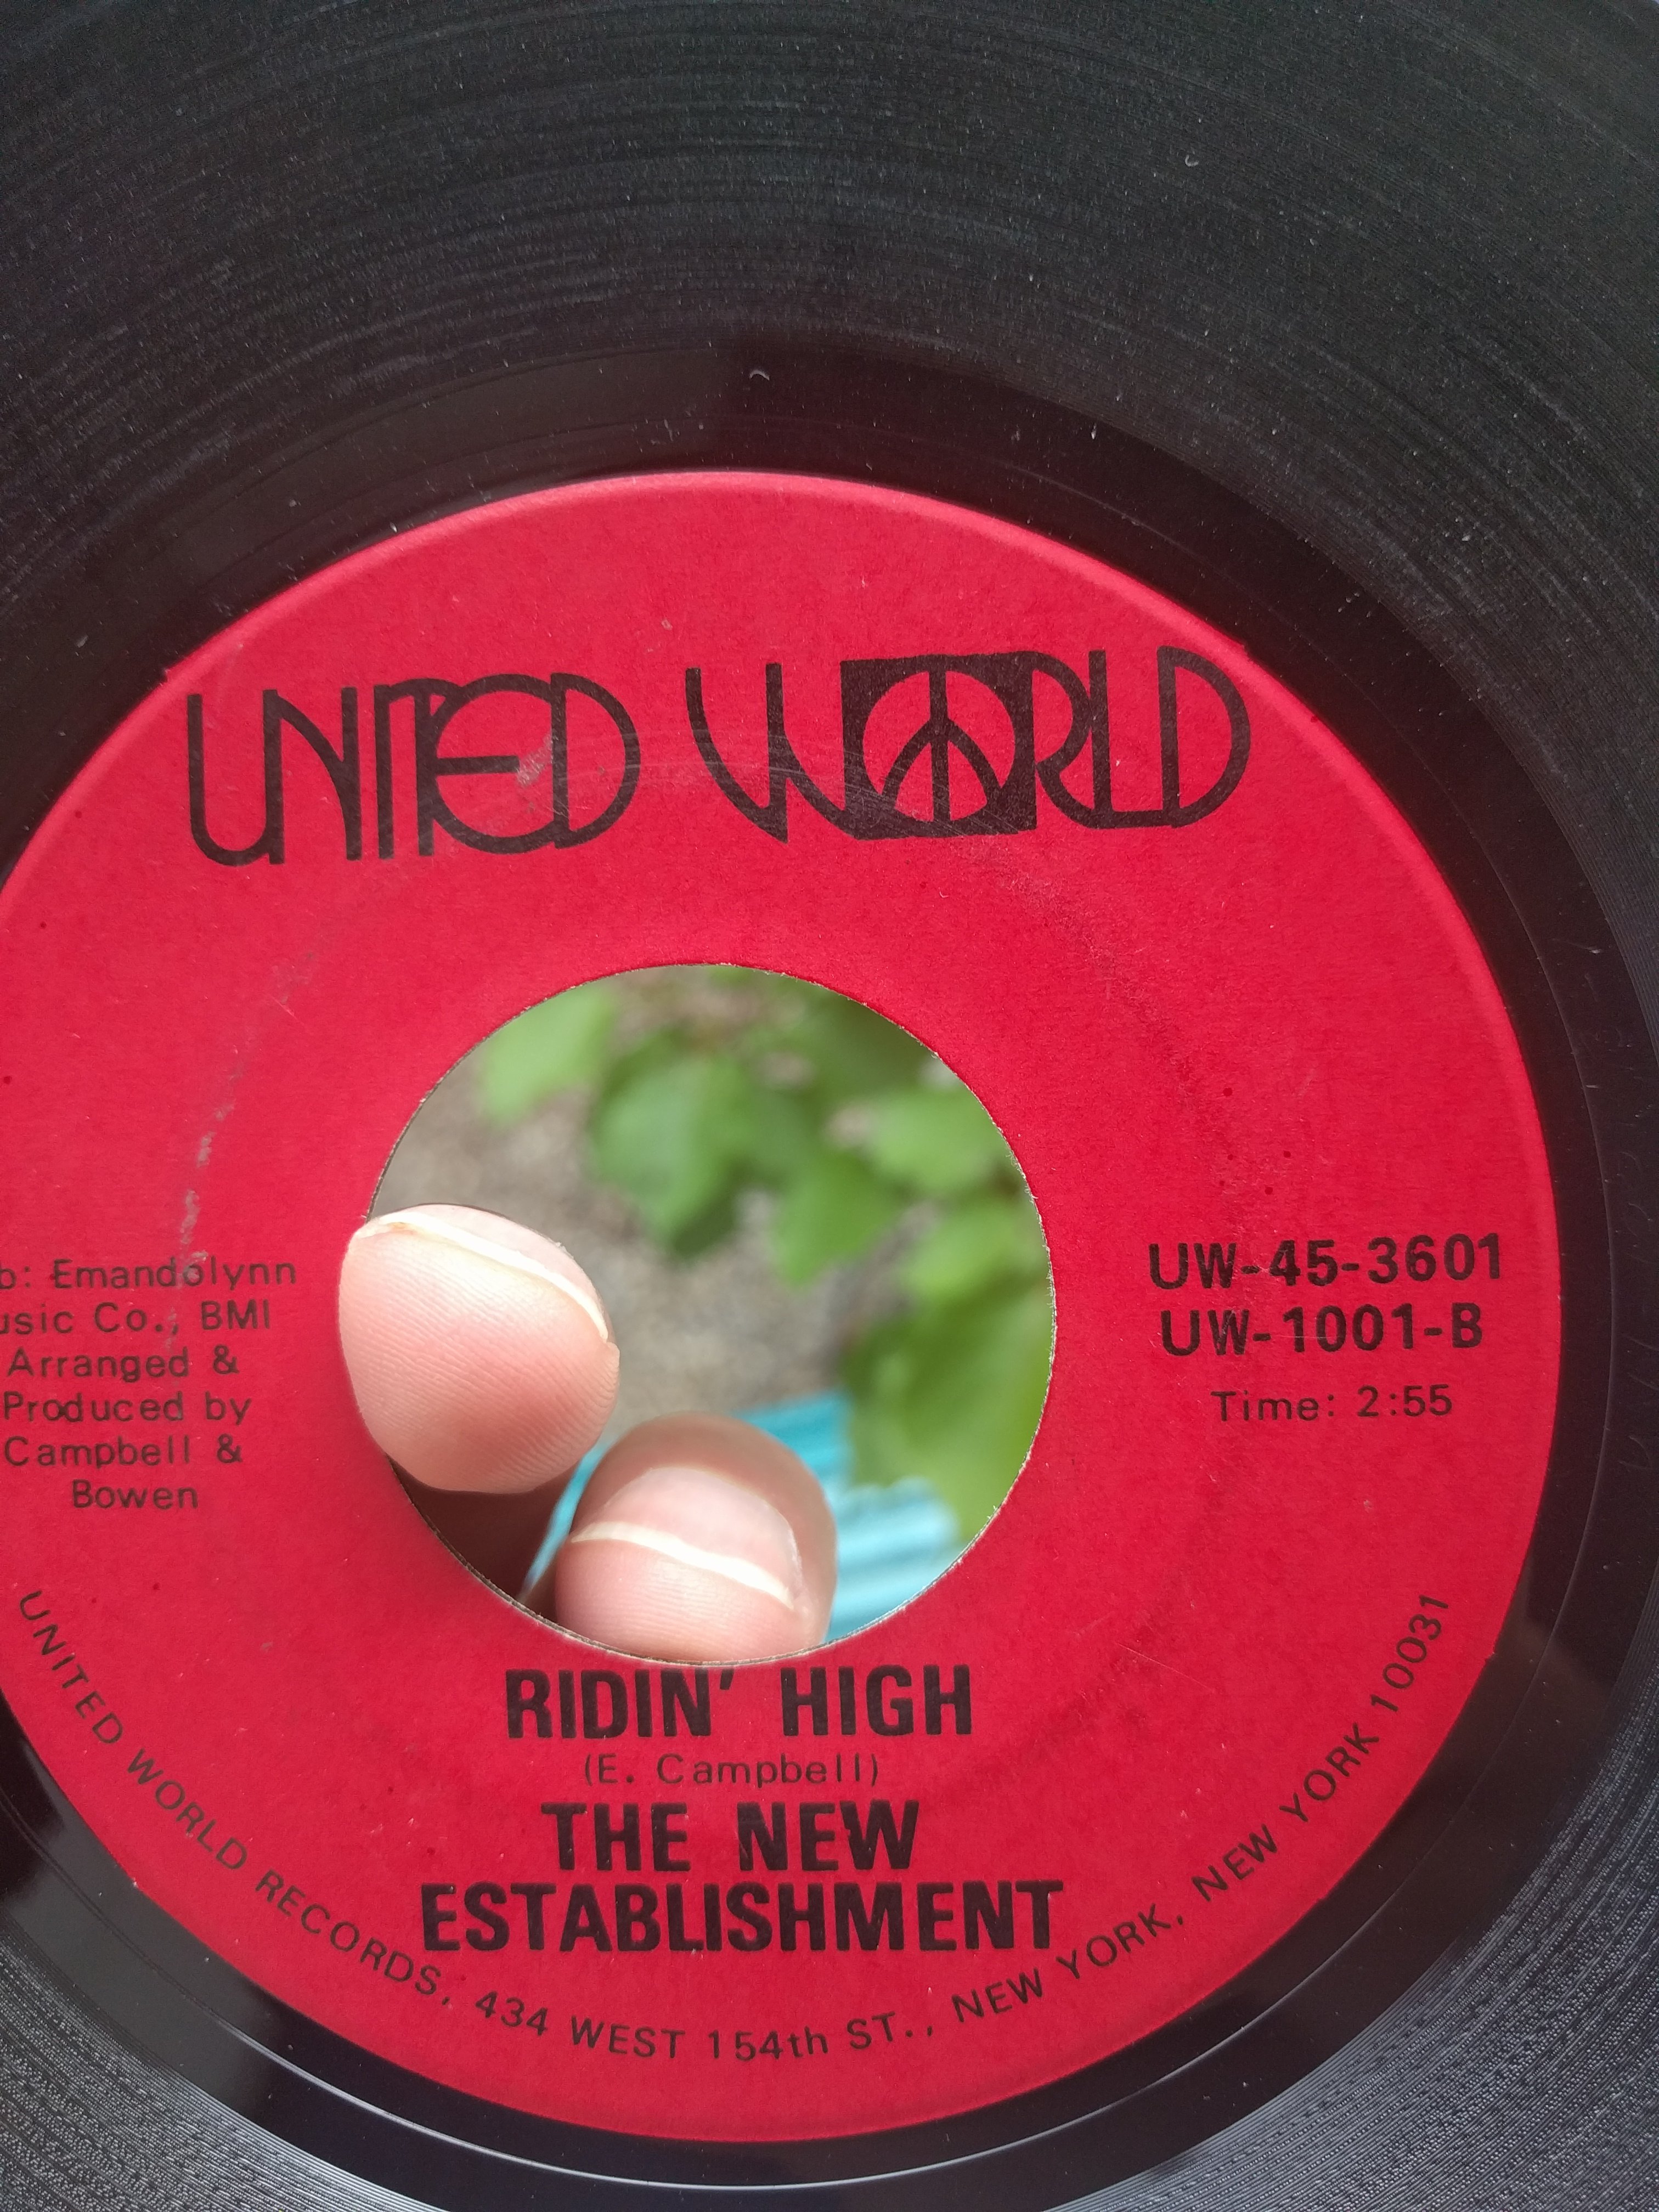 UNITED WORLD
b: Emandolynn
usic Co., BMI
Arranged &
Produced by
Campbell &
Bowen
UW-45-3601
UW-1001-B
Time: 2:55
RIDIN' HIGH
(E. Campbell)
THE NEW
ESTABLISHMENT
UNITED WORLD RECORDS, 434 WEST 154th ST., NEW YORK, NEW YORK 10031